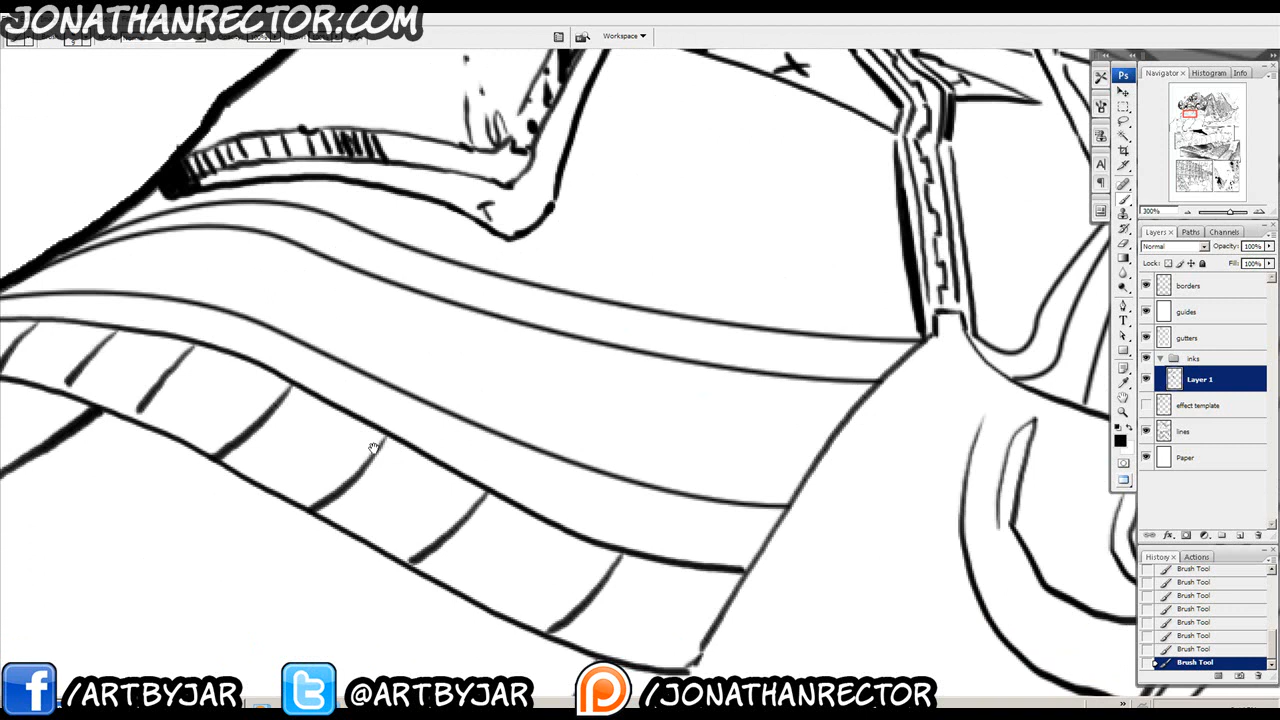 JONATHANRECTOR.COM
Workspace
Ps
Navigator × Histogram Info
300%
Layers × Paths Channels
Normal Opacity: 100%
Lock: Fill: 100%
borders
guides
gutters
inks
Layer 1
effect template
lines
Paper
History × Actions
Brush Tool
Brush Tool
Brush Tool
Brush Tool
Brush Tool
Brush Tool
Brush Tool
Brush Tool
/ARTBYJAR @ARTBYJAR /JONATHANRECTOR